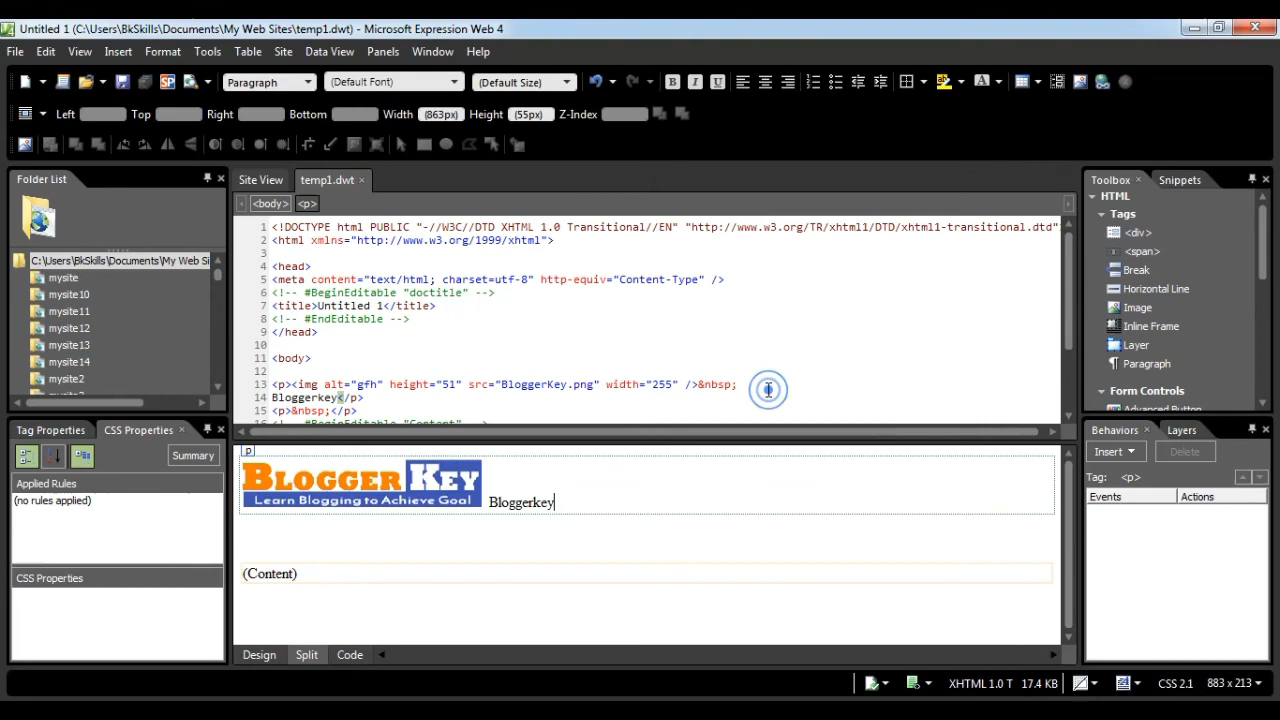 Untitled 1 (C:\Users\BkSkills\Documents\My Web Sites\temp1.dwt) - Microsoft Expression Web 4
File Edit View Insert Format Tools Table Site Data View Panels Window Help
Paragraph (Default Font) (Default Size) B I U A
Left Top Right Bottom Width (863px) Height (55px) Z-Index
Folder List
Site View temp1.dwt
Toolbox Snippets
<body> <p>
HTML
Tags
<div>
<span>
Break
Horizontal Line
Image
Inline Frame
Layer
Paragraph
Form Controls
Advanced Button
C:\Users\BkSkills\Documents\My Web Si
mysite
mysite10
mysite11
mysite12
mysite13
mysite14
mysite2
1 <!DOCTYPE html PUBLIC "-//W3C//DTD XHTML 1.0 Transitional//EN" "http://www.w3.org/TR/xhtml1/DTD/xhtml1-transitional.dtd"
2 <html xmlns="http://www.w3.org/1999/xhtml">
3
4 <head>
5 <meta content="text/html; charset=utf-8" http-equiv="Content-Type" />
6 <!-- #BeginEditable "doctitle" -->
7 <title>Untitled 1</title>
8 <!-- #EndEditable -->
9 </head>
10
11 <body>
12
13 <p><img alt="gfh" height="51" src="BloggerKey.png" width="255" />&nbsp;
14 Bloggerkey</p>
15 <p>&nbsp;</p>
<!-- #BeginEditable "Content" -->
Tag Properties CSS Properties
Summary
Applied Rules
(no rules applied)
CSS Properties
p
BLOGGER KEY
Learn Blogging to Achieve Goal
Bloggerkey
(Content)
Behaviors Layers
Insert Delete
Tag: <p>
Events Actions
Design Split Code
XHTML 1.0 T 17.4 KB CSS 2.1 883 x 213